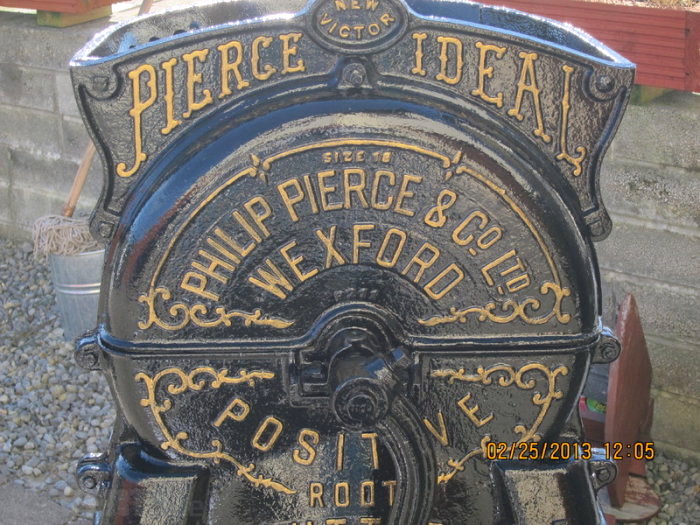 NEW
VICTOR
PIERCE IDEAL
SIZE 18
PHILIP PIERCE & CO. LTD.
WEXFORD
POSITIVE
ROOT
02/25/2013 12:05